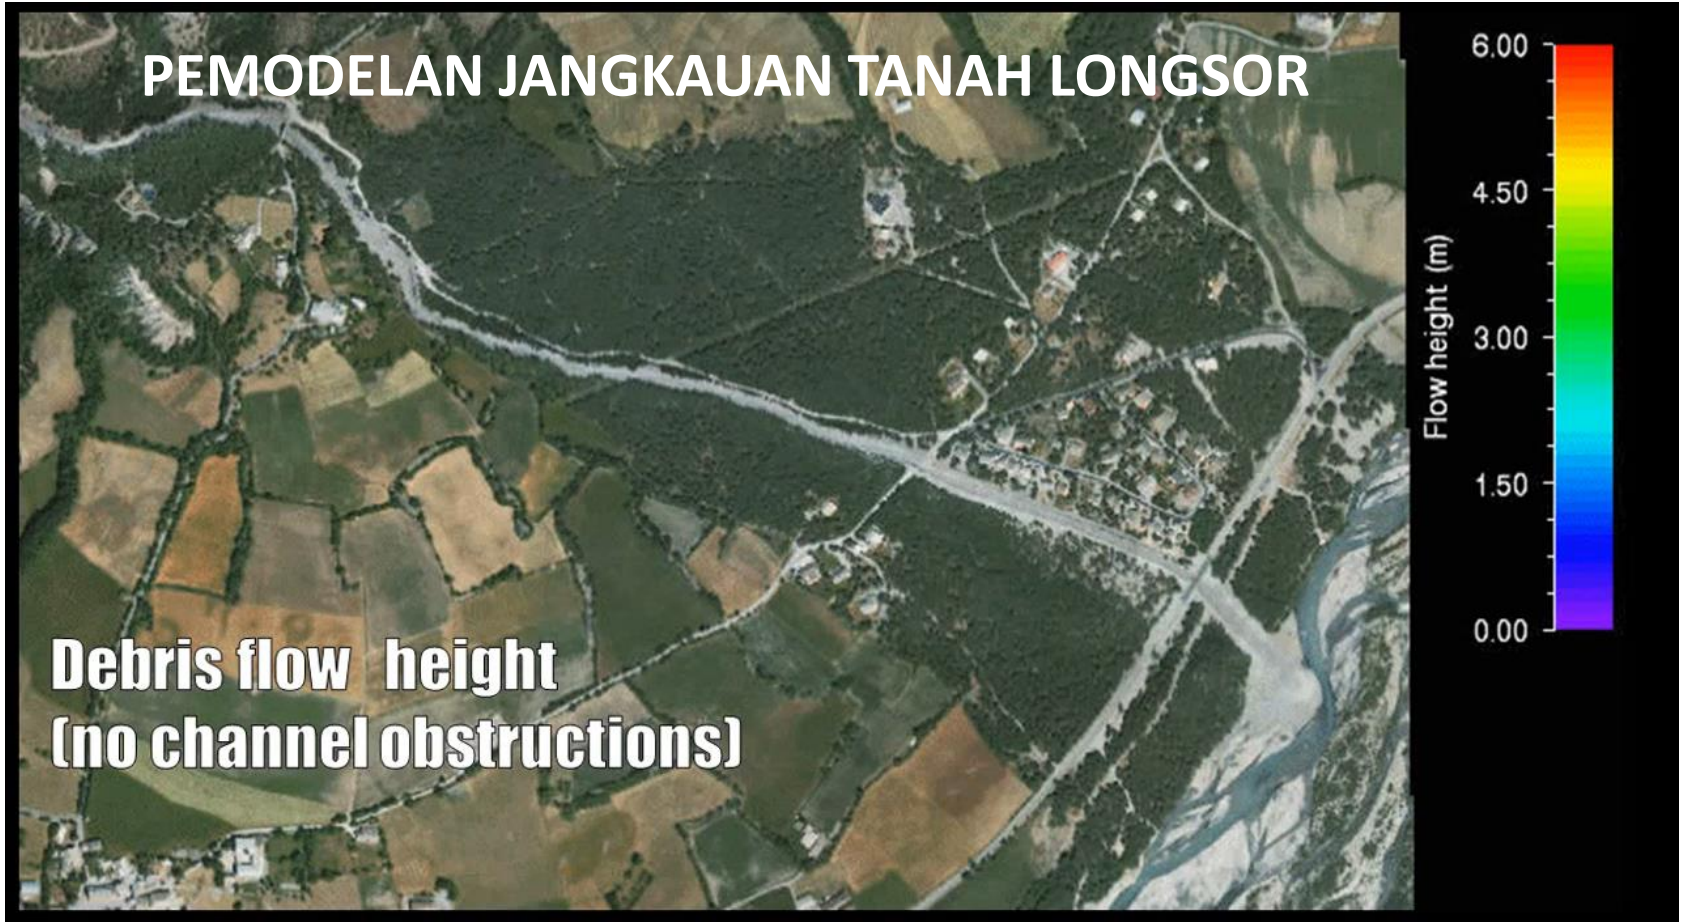 PEMODELAN JANGKAUAN TANAH LONGSOR
Debris flow height
(no channel obstructions)
Flow height (m)
6.00
4.50
3.00
1.50
0.00